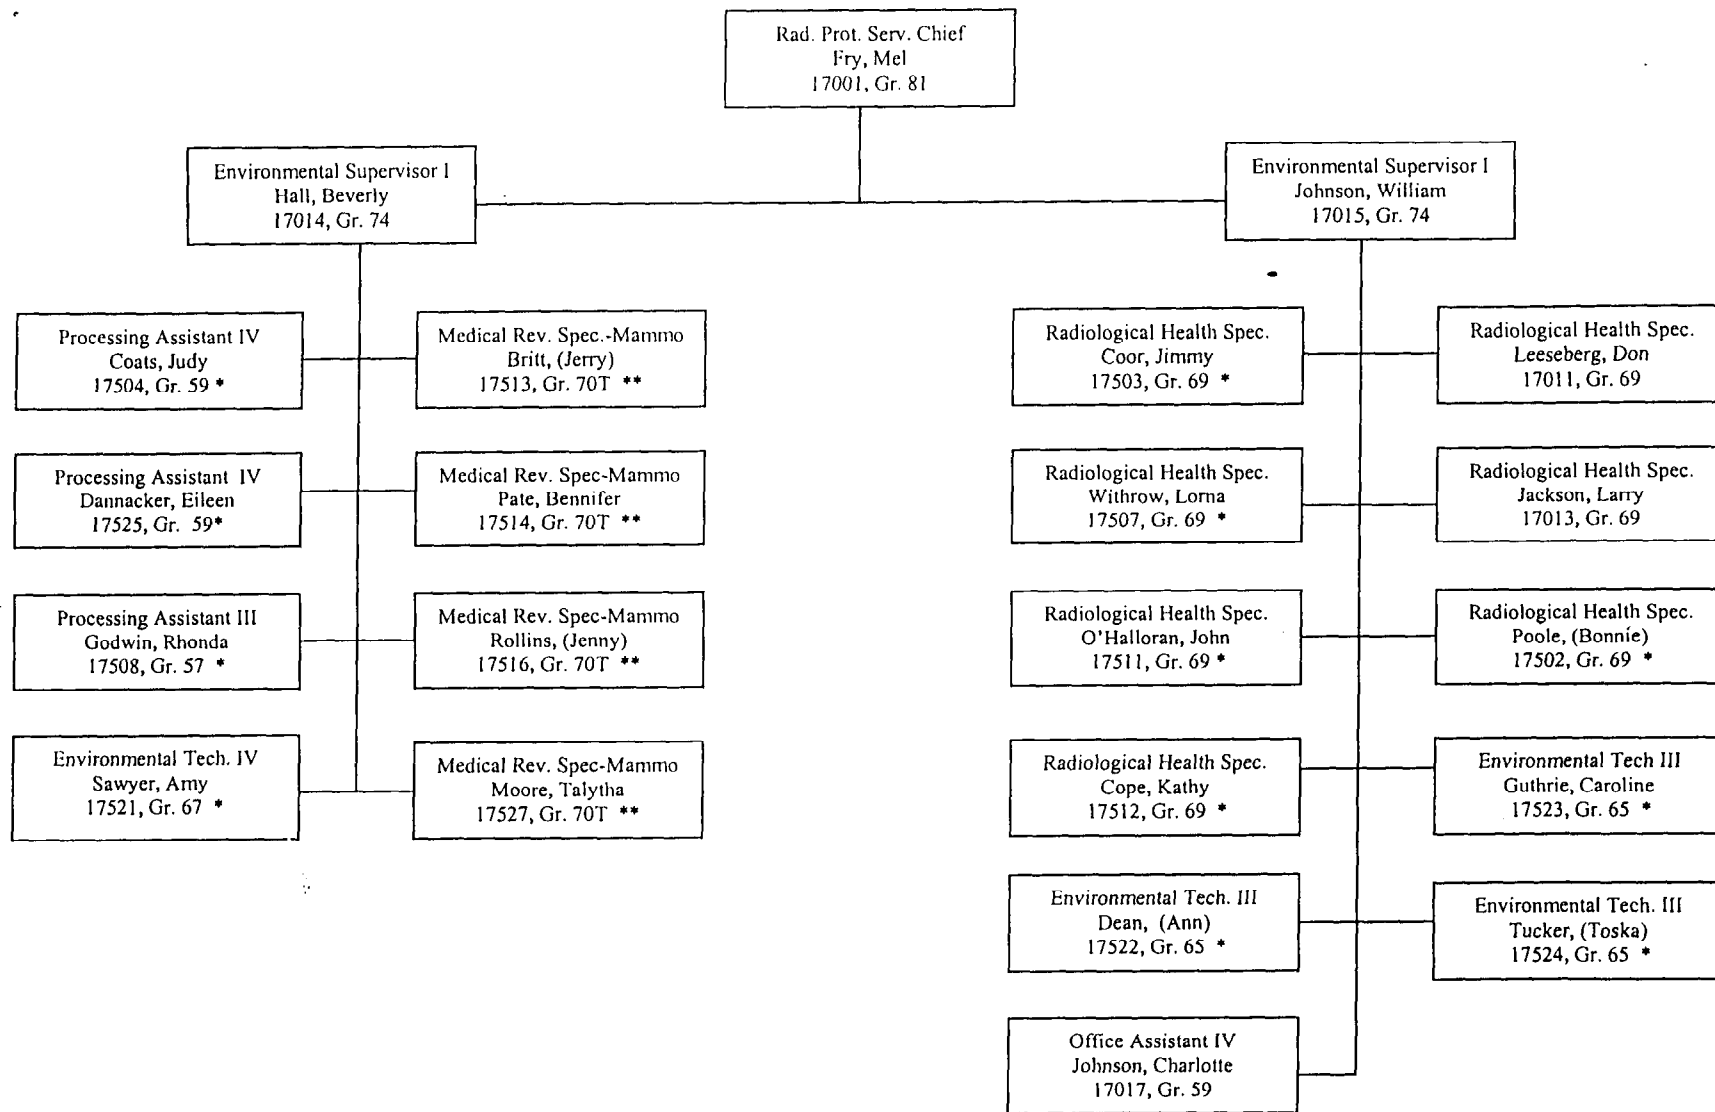 Rad. Prot. Serv. Chief
Fry, Mel
17001, Gr. 81
Environmental Supervisor I
Hall, Beverly
17014, Gr. 74
Environmental Supervisor I
Johnson, William
17015, Gr. 74
Processing Assistant IV
Coats, Judy
17504, Gr. 59 *
Medical Rev. Spec.-Mammo
Britt, (Jerry)
17513, Gr. 70T **
Processing Assistant IV
Dannacker, Eileen
17525, Gr. 59*
Medical Rev. Spec-Mammo
Pate, Bennifer
17514, Gr. 70T **
Processing Assistant III
Godwin, Rhonda
17508, Gr. 57 *
Medical Rev. Spec-Mammo
Rollins, (Jenny)
17516, Gr. 70T **
Environmental Tech. IV
Sawyer, Amy
17521, Gr. 67 *
Medical Rev. Spec-Mammo
Moore, Talytha
17527, Gr. 70T **
Radiological Health Spec.
Coor, Jimmy
17503, Gr. 69 *
Radiological Health Spec.
Leeseberg, Don
17011, Gr. 69
Radiological Health Spec.
Withrow, Lorna
17507, Gr. 69 *
Radiological Health Spec.
Jackson, Larry
17013, Gr. 69
Radiological Health Spec.
O'Halloran, John
17511, Gr. 69 *
Radiological Health Spec.
Poole, (Bonnie)
17502, Gr. 69 *
Radiological Health Spec.
Cope, Kathy
17512, Gr. 69 *
Environmental Tech III
Guthrie, Caroline
17523, Gr. 65 *
Environmental Tech. III
Dean, (Ann)
17522, Gr. 65 *
Environmental Tech. III
Tucker, (Toska)
17524, Gr. 65 *
Office Assistant IV
Johnson, Charlotte
17017, Gr. 59